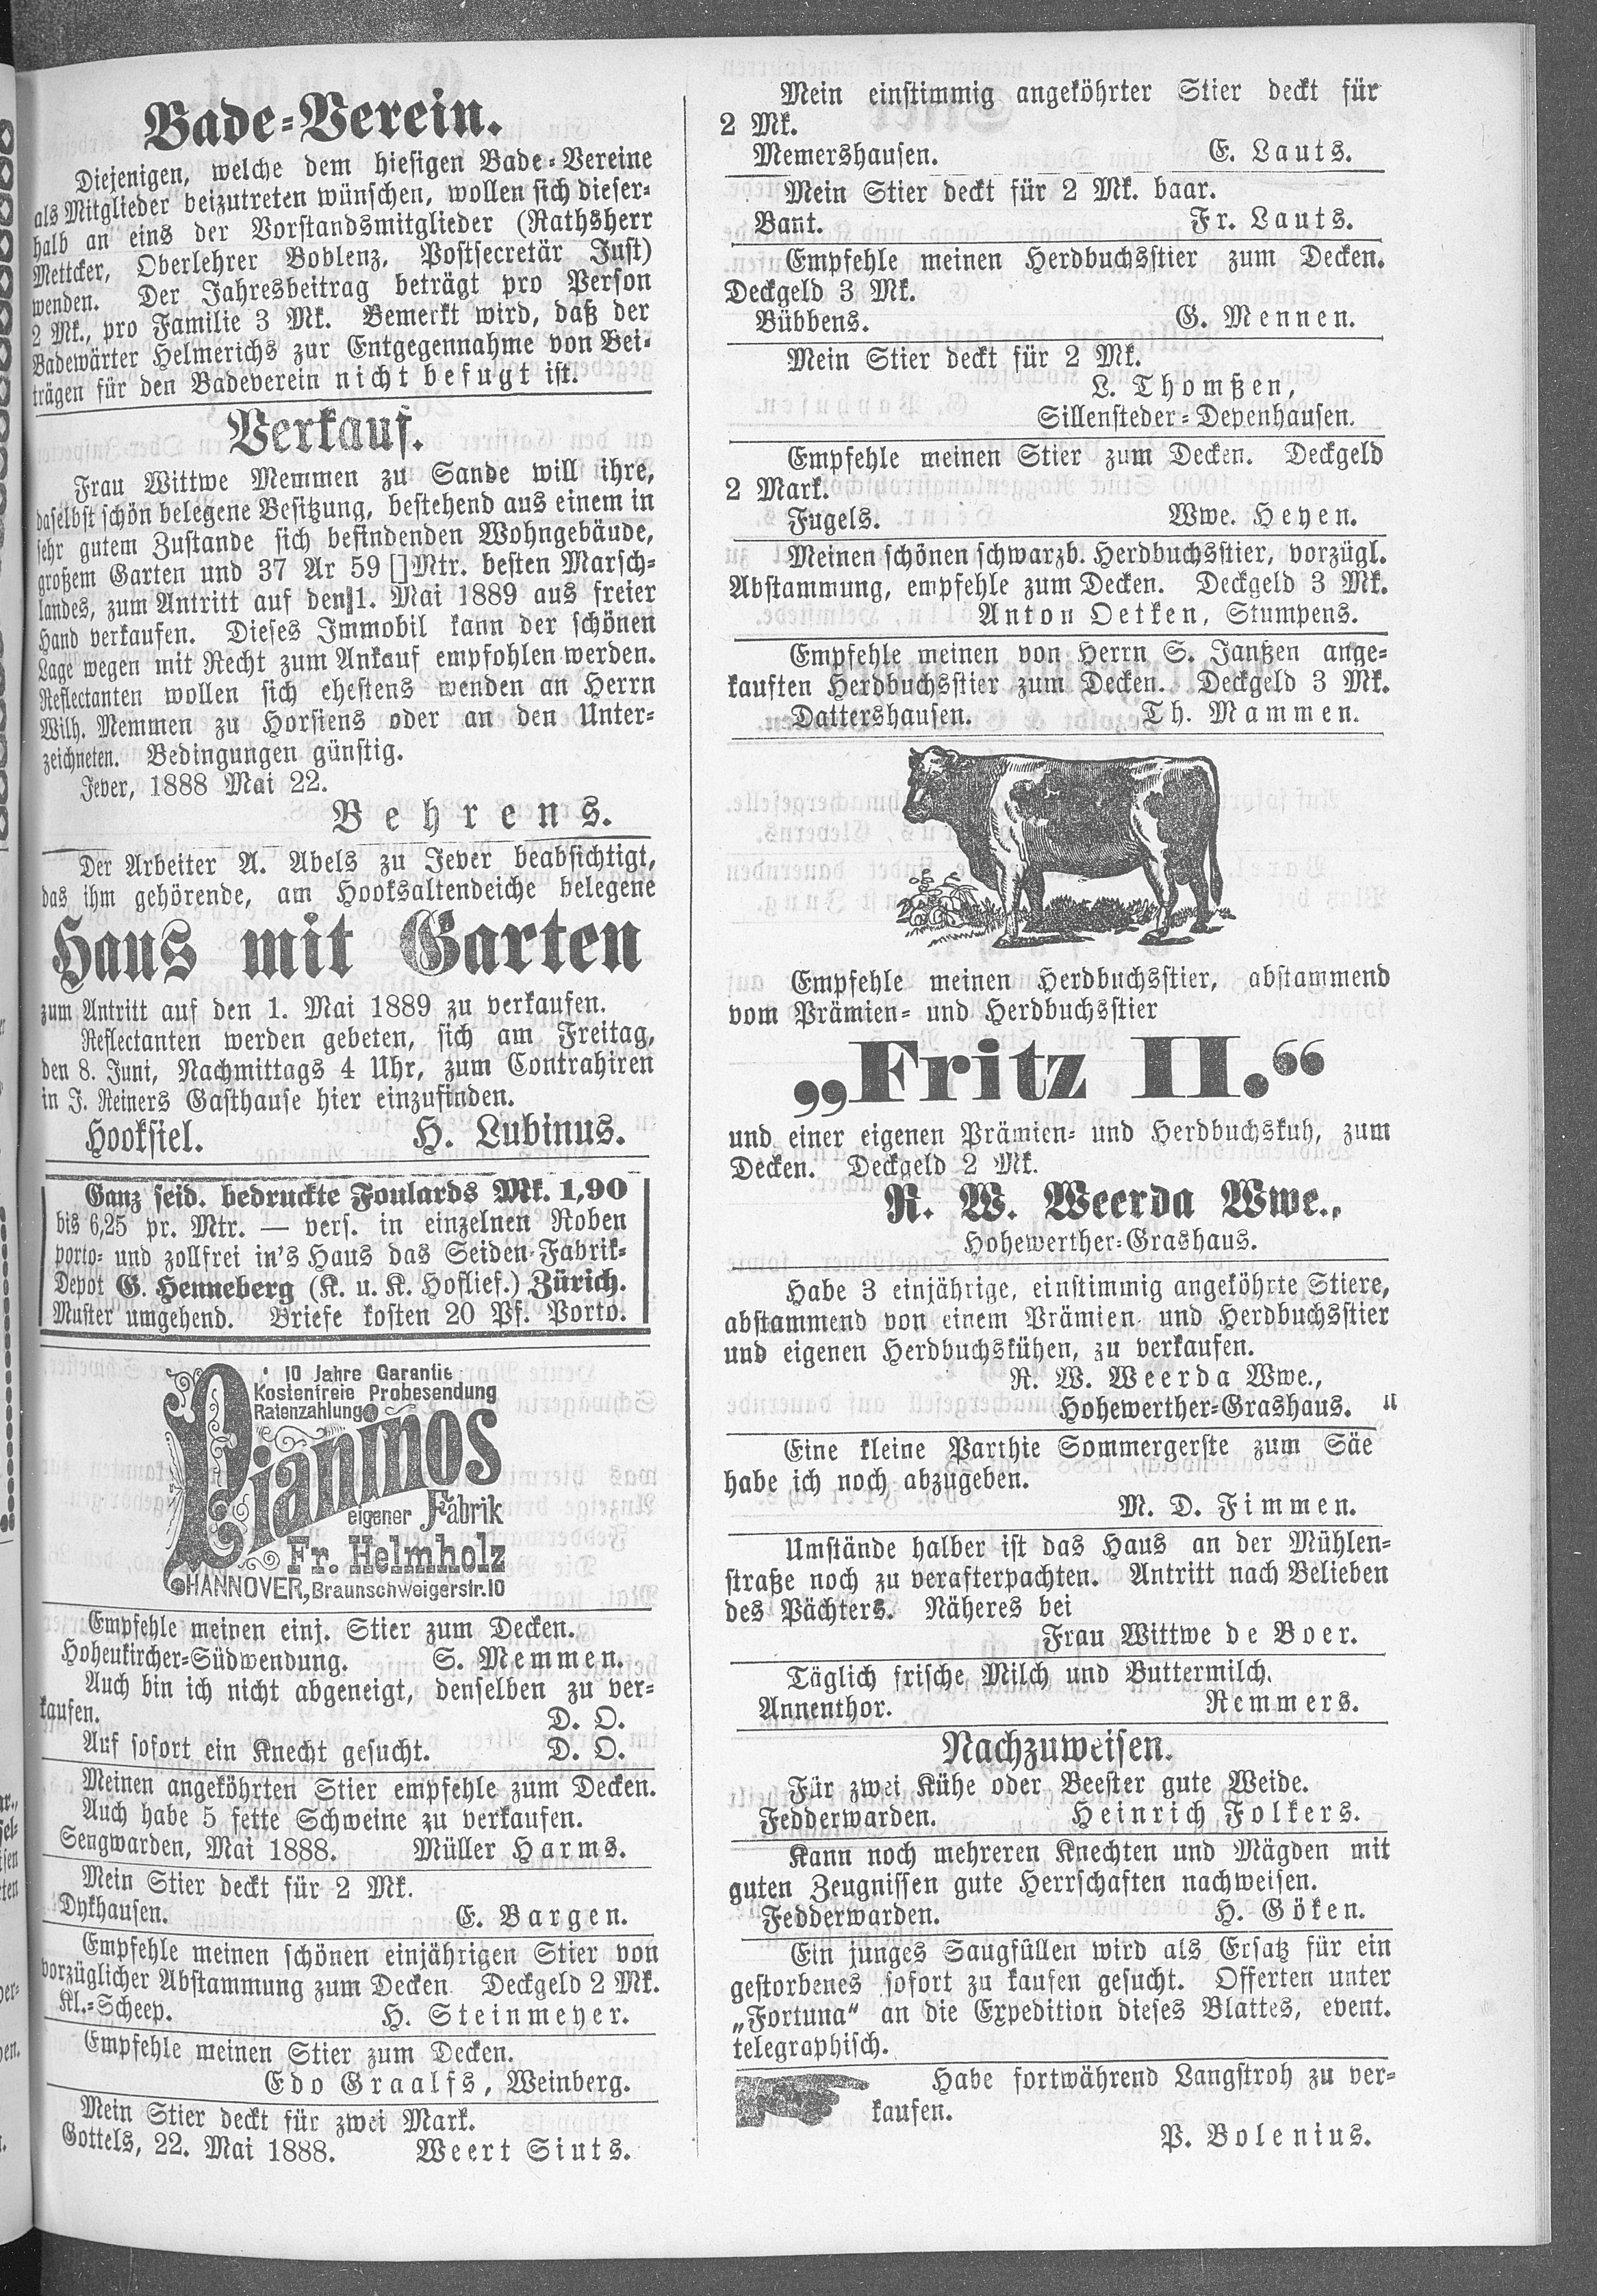 Bade-Verein.
Diejenigen, welche dem hiesigen Bade-Vereine
als Mitglieder beizutreten wünschen, wollen sich dieser-
halb an eins der Vorstandsmitglieder (Rathsherr
Mettcker, Oberlehrer Boblenz, Postsecretär Just)
wenden. Der Jahresbeitrag beträgt pro Person
2 Mk., pro Familie 3 Mk. Bemerkt wird, daß der
Badewärter Helmerichs zur Entgegennahme von Bei-
trägen für den Badeverein nicht befugt ist.
Verkauf.
Frau Wittwe Memmen zu Sande will ihre,
daselbst schön belegene Besitzung, bestehend aus einem in
sehr gutem Zustande sich befindenden Wohngebäude,
großem Garten und 37 Ar 59 []Mtr. besten Marsch-
landes, zum Antritt auf den 1. Mai 1889 aus freier
Hand verkaufen. Dieses Immobil kann der schönen
Lage wegen mit Recht zum Ankauf empfohlen werden.
Reflectanten wollen sich ehestens wenden an Herrn
Wilh. Memmen zu Horstens oder an den Unter-
zeichneten. Bedingungen günstig.
Jever, 1888 Mai 22.
Behrens.
Der Arbeiter A. Abels zu Jever beabsichtigt,
das ihm gehörende, am Hooksaltendeiche belegene
Haus mit Garten
zum Antritt auf den 1. Mai 1889 zu verkaufen.
Reflectanten werden gebeten, sich am Freitag,
den 8. Juni, Nachmittags 4 Uhr, zum Contrahiren
in J. Reiners Gasthause hier einzufinden.
Hooksiel. H. Lubinus.
Ganz seid. bedruckte Foulards Mk. 1,90
bis 6,25 pr. Mtr. — vers. in einzelnen Roben
porto- und zollfrei in's Haus das Seiden-Fabrik-
Depot G. Henneberg (K. u. K. Hoflief.) Zürich.
Muster umgehend. Briefe kosten 20 Pf. Porto.
10 Jahre Garantie
Kostenfreie Probesendung
Ratenzahlung
Pianinos
eigener Fabrik
Fr. Helmholz
HANNOVER, Braunschweigerstr. 10
Empfehle meinen einj. Stier zum Decken.
Hohenkircher-Südwendung. S. Memmen.
Auch bin ich nicht abgeneigt, denselben zu ver-
kaufen. D. O.
Auf sofort ein Knecht gesucht. D. O.
Meinen angeköhrten Stier empfehle zum Decken.
Auch habe 5 fette Schweine zu verkaufen.
Sengwarden, Mai 1888. Müller Harms.
Mein Stier deckt für 2 Mk.
Dykhausen. E. Bargen.
Empfehle meinen schönen einjährigen Stier von
vorzüglicher Abstammung zum Decken. Deckgeld 2 Mk.
Kl.-Scheep. H. Steinmeyer.
Empfehle meinen Stier zum Decken.
Edo Graalfs, Weinberg.
Mein Stier deckt für zwei Mark.
Gottels, 22. Mai 1888. Weert Siuts.
Mein einstimmig angeköhrter Stier deckt für
2 Mk.
Memershausen. E. Lauts.
Mein Stier deckt für 2 Mk. baar.
Bant. Fr. Lauts.
Empfehle meinen Herdbuchsstier zum Decken.
Deckgeld 3 Mk.
Bübbens. G. Mennen.
Mein Stier deckt für 2 Mk.
L. Thomßen,
Sillensteder-Depenhausen.
Empfehle meinen Stier zum Decken. Deckgeld
2 Mark.
Fugels. Wwe. Heyen.
Meinen schönen schwarzb. Herdbuchsstier, vorzügl.
Abstammung, empfehle zum Decken. Deckgeld 3 Mk.
Anton Oetken, Stumpens.
Empfehle meinen von Herrn S. Jantzen ange-
kauften Herdbuchsstier zum Decken. Deckgeld 3 Mk.
Dattershausen. Th. Mammen.
Empfehle meinen Herdbuchsstier, abstammend
vom Prämien- und Herdbuchsstier
„Fritz II.“
und einer eigenen Prämien- und Herdbuchskuh, zum
Decken. Deckgeld 2 Mk.
R. W. Weerda Wwe.,
Hohewerther-Grashaus.
Habe 3 einjährige, einstimmig angeköhrte Stiere,
abstammend von einem Prämien- und Herdbuchsstier
und eigenen Herdbuchskühen, zu verkaufen.
R. W. Weerda Wwe.,
Hohewerther-Grashaus.
Eine kleine Parthie Sommergerste zum Säe
habe ich noch abzugeben.
M. D. Fimmen.
Umstände halber ist das Haus an der Mühlen-
straße noch zu verafterpachten. Antritt nach Belieben
des Pächters. Näheres bei
Frau Wittwe de Boer.
Täglich frische Milch und Buttermilch.
Annenthor. Remmers.
Nachzuweisen.
Für zwei Kühe oder Beester gute Weide.
Fedderwarden. Heinrich Folkers.
Kann noch mehreren Knechten und Mägden mit
guten Zeugnissen gute Herrschaften nachweisen.
Fedderwarden. H. Göken.
Ein junges Saugfüllen wird als Ersatz für ein
gestorbenes sofort zu kaufen gesucht. Offerten unter
„Fortuna“ an die Expedition dieses Blattes, event.
telegraphisch.
Habe fortwährend Langstroh zu ver-
kaufen.
P. Bolenius.